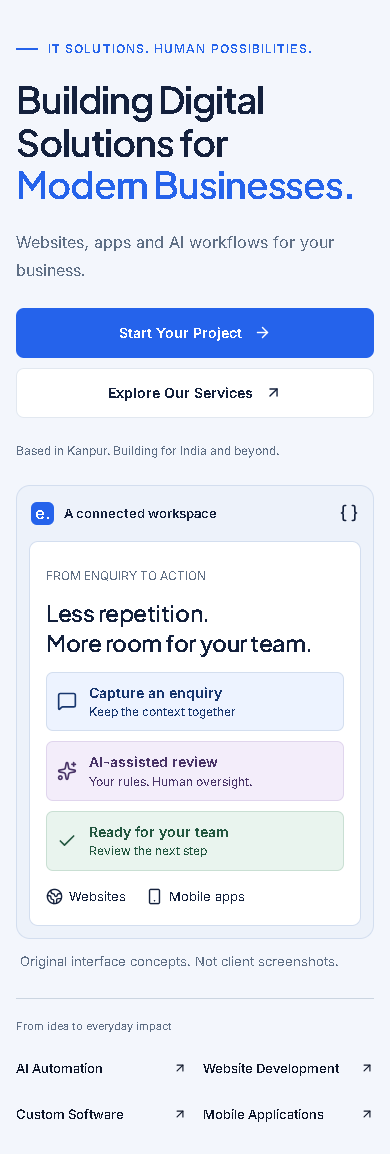 IT SOLUTIONS. HUMAN POSSIBILITIES.
Building Digital
Solutions for
Modern Businesses.
Websites, apps and AI workflows for your
business.
Start Your Project
Explore Our Services
Based in Kanpur. Building for India and beyond.
e. A connected workspace {}
FROM ENQUIRY TO ACTION
Less repetition.
More room for your team.
Capture an enquiry
Keep the context together
AI-assisted review
Your rules. Human oversight.
Ready for your team
Review the next step
Websites Mobile apps
Original interface concepts. Not client screenshots.
From idea to everyday impact
AI Automation Website Development
Custom Software Mobile Applications